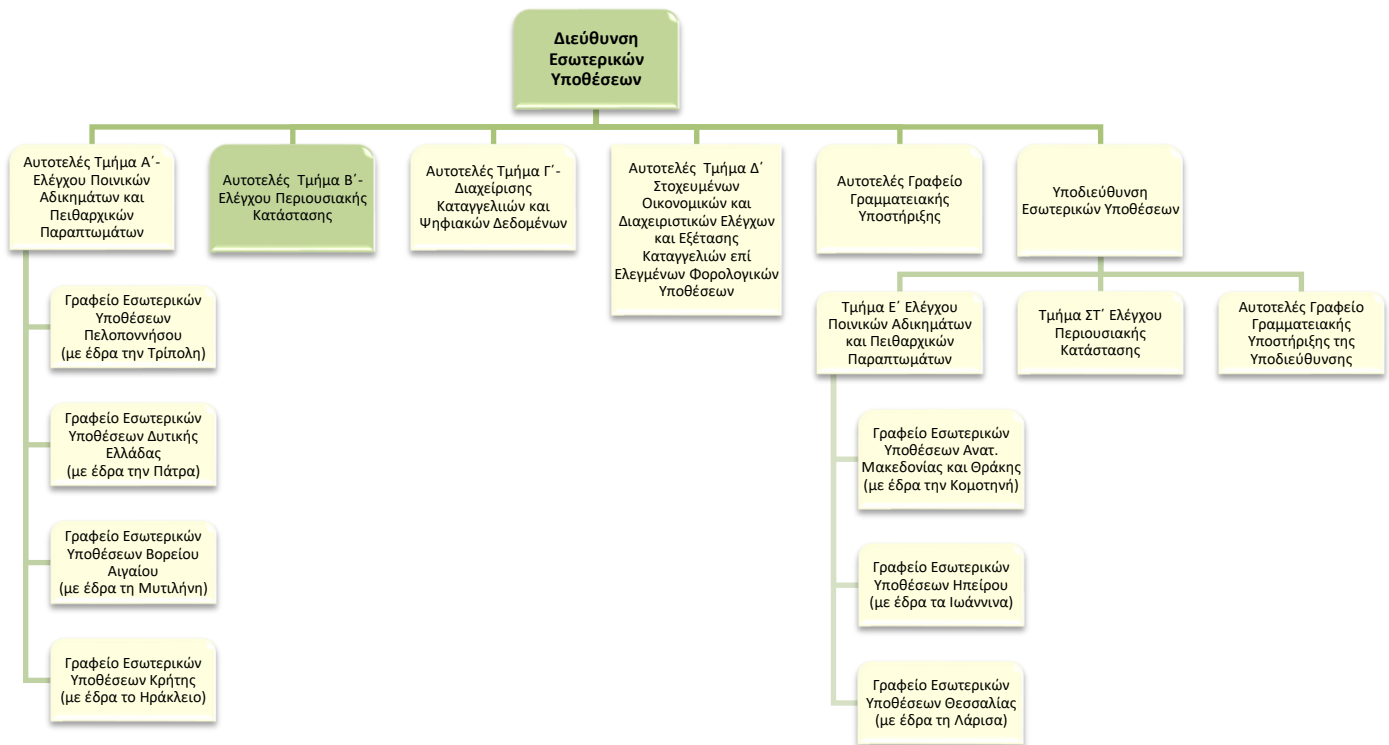 Διεύθυνση
Εσωτερικών
Υποθέσεων
Αυτοτελές Τμήμα Α΄-
Ελέγχου Ποινικών
Αδικημάτων και
Πειθαρχικών
Παραπτωμάτων
Αυτοτελές Τμήμα Β΄-
Ελέγχου Περιουσιακής
Κατάστασης
Αυτοτελές Τμήμα Γ΄-
Διαχείρισης
Καταγγελιών και
Ψηφιακών Δεδομένων
Αυτοτελές Τμήμα Δ΄
Στοχευμένων
Οικονομικών και
Διαχειριστικών Ελέγχων
και Εξέτασης
Καταγγελιών επί
Ελεγμένων Φορολογικών
Υποθέσεων
Αυτοτελές Γραφείο
Γραμματειακής
Υποστήριξης
Υποδιεύθυνση
Εσωτερικών Υποθέσεων
Γραφείο Εσωτερικών
Υποθέσεων
Πελοποννήσου
(με έδρα την Τρίπολη)
Γραφείο Εσωτερικών
Υποθέσεων Δυτικής
Ελλάδας
(με έδρα την Πάτρα)
Γραφείο Εσωτερικών
Υποθέσεων Βορείου
Αιγαίου
(με έδρα τη Μυτιλήνη)
Γραφείο Εσωτερικών
Υποθέσεων Κρήτης
(με έδρα το Ηράκλειο)
Τμήμα Ε΄ Ελέγχου
Ποινικών Αδικημάτων
και Πειθαρχικών
Παραπτωμάτων
Τμήμα ΣΤ΄ Ελέγχου
Περιουσιακής
Κατάστασης
Αυτοτελές Γραφείο
Γραμματειακής
Υποστήριξης της
Υποδιεύθυνσης
Γραφείο Εσωτερικών
Υποθέσεων Ανατ.
Μακεδονίας και Θράκης
(με έδρα την Κομοτηνή)
Γραφείο Εσωτερικών
Υποθέσεων Ηπείρου
(με έδρα τα Ιωάννινα)
Γραφείο Εσωτερικών
Υποθέσεων Θεσσαλίας
(με έδρα τη Λάρισα)